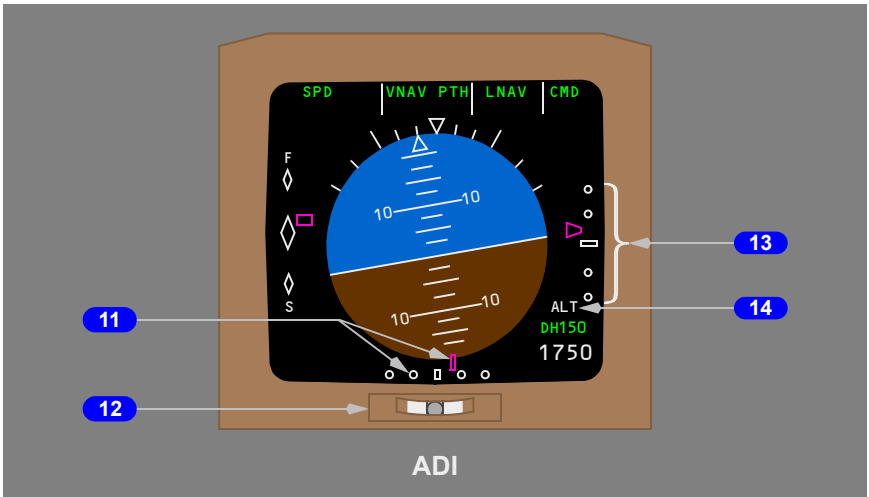 SPD VNAV PTH LNAV CMD
F
10 10
13
S
ALT
14
10 10
11
DH150
1750
12
ADI